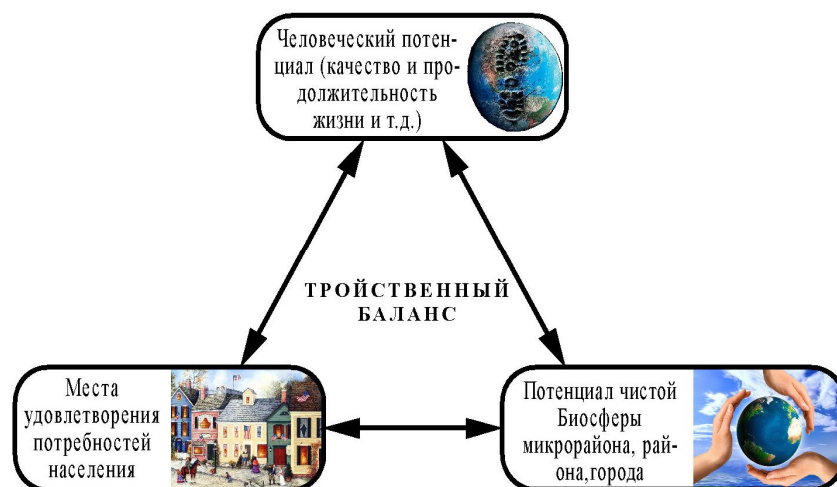 Человеческий потен-
циал (качество и про-
должительность
жизни и т.д.)
ТРОЙСТВЕННЫЙ
БАЛАНС
Места
удовлетворения
потребностей
населения
Потенциал чистой
Биосферы
микрорайона, рай-
она,города